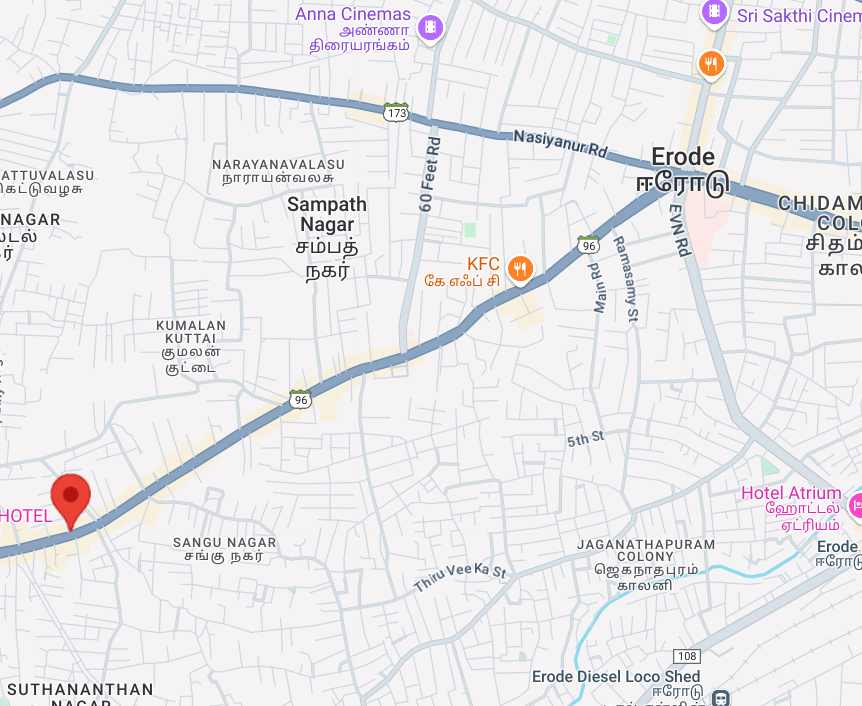 Anna Cinemas
அண்ணா
திரையரங்கம்
Sri Sakthi Cinem
173
Nasiyanur Rd
Erode
ஈரோடு
60 Feet Rd
NARAYANAVALASU
நாராயன்வலசு
ATTUVALASU
கெட்டுவழசு
NAGAR
Sampath
Nagar
சம்பத்
நகர்
CHIDAM
COLO
சிதம்
கால
EVN Rd
96
Ramasamy St
Main Rd
KFC
கே எஃப் சி
KUMALAN
KUTTAI
குமலன்
குட்டை
96
5th St
HOTEL
Hotel Atrium
ஹோட்டல்
ஏட்ரியம்
SANGU NAGAR
சங்கு நகர்
JAGANATHAPURAM
COLONY
ஜெகநாதபுரம்
காலனி
Erode
ஈரோடு
Thiru Vee Ka St
108
Erode Diesel Loco Shed
ஈரோடு
SUTHANANTHAN
NAGAR